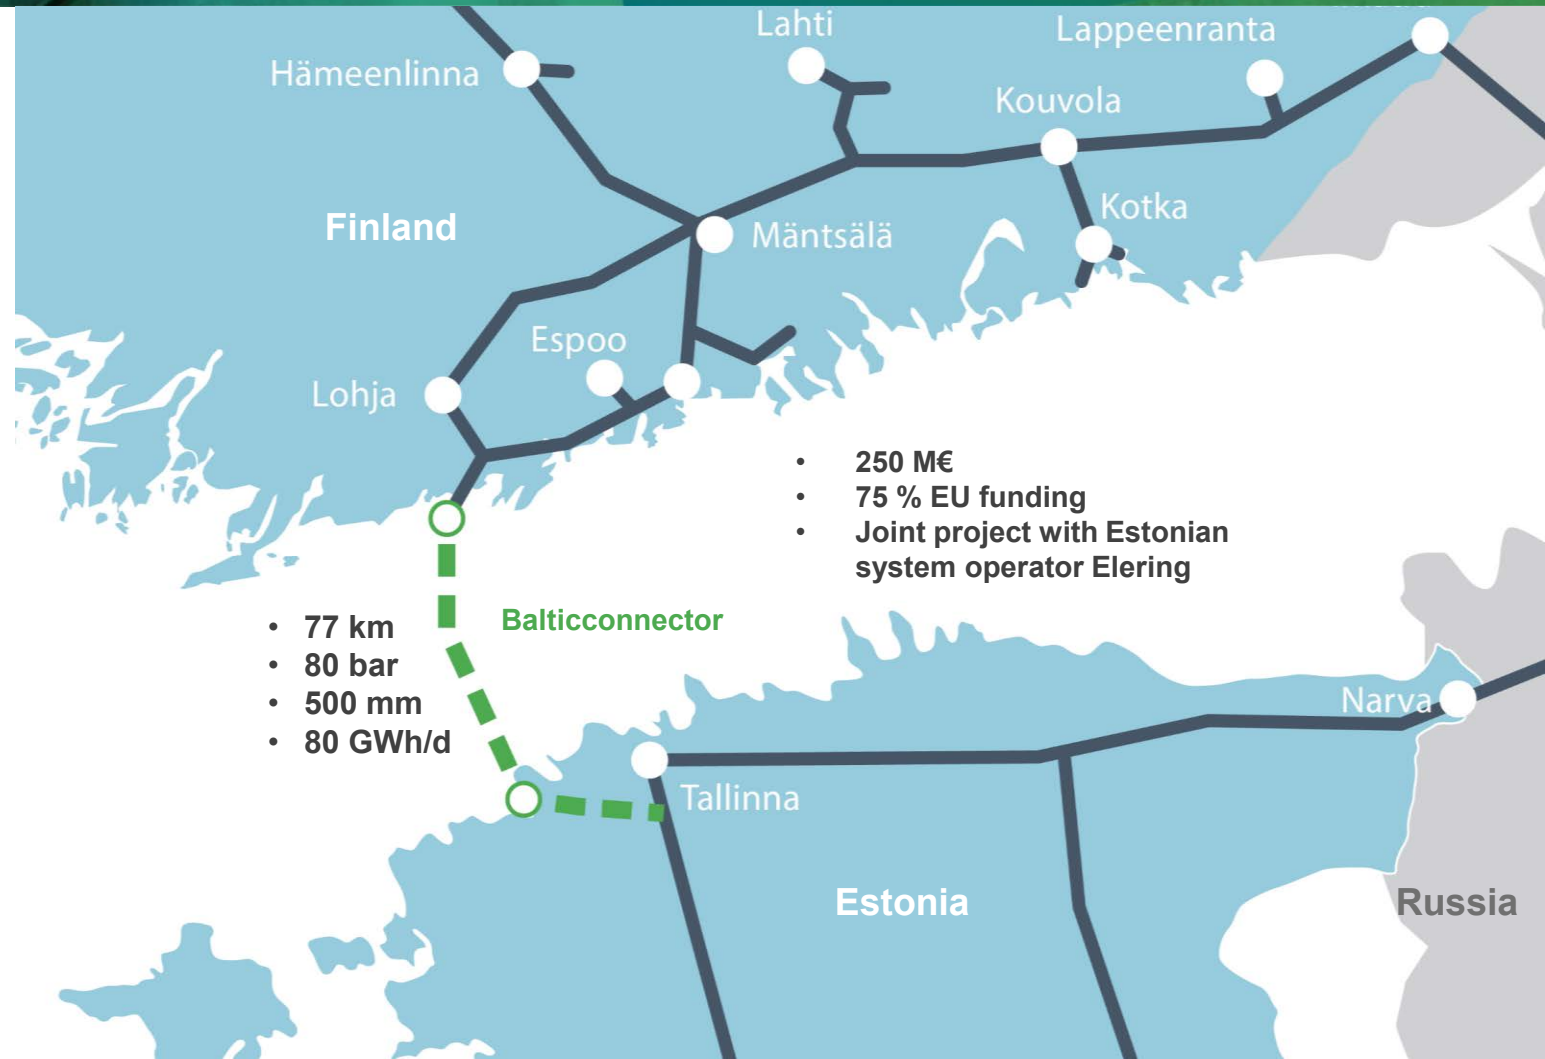 Lahti
Lappeenranta
Hämeenlinna
Kouvola
Kotka
Finland
Mäntsälä
Espoo
Lohja
• 250 M€
• 75 % EU funding
• Joint project with Estonian
system operator Elering
Balticconnector
• 77 km
• 80 bar
• 500 mm
• 80 GWh/d
Narva
Tallinna
Estonia
Russia